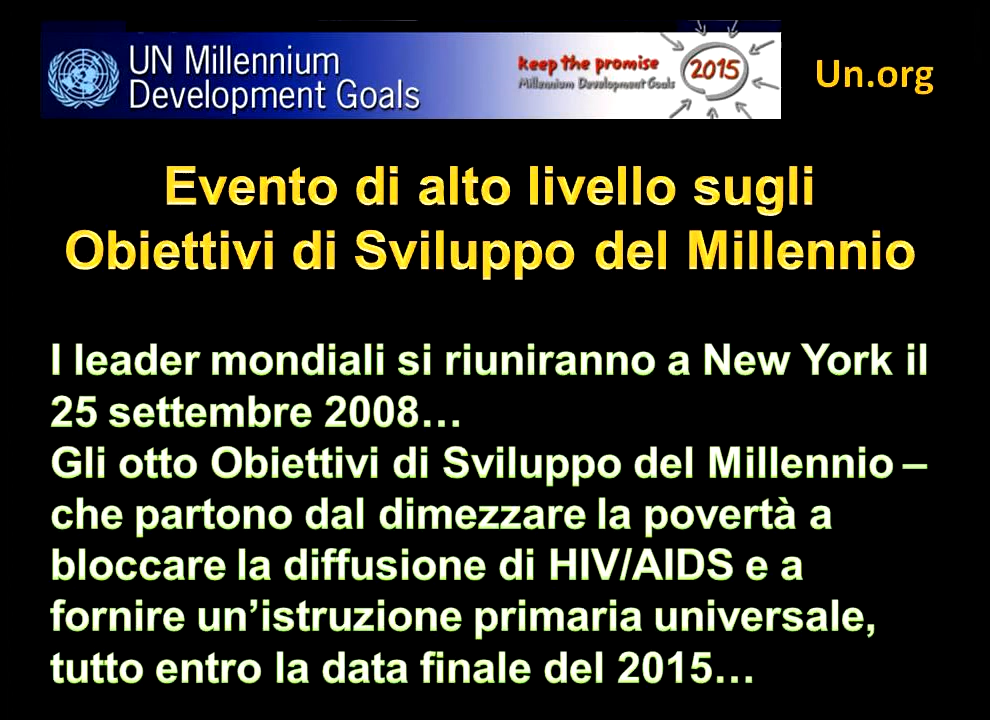 UN Millennium
Development Goals
keep the promise
Millennium Development Goals
2015
Un.org
Evento di alto livello sugli
Obiettivi di Sviluppo del Millennio
I leader mondiali si riuniranno a New York il
25 settembre 2008…
Gli otto Obiettivi di Sviluppo del Millennio –
che partono dal dimezzare la povertà a
bloccare la diffusione di HIV/AIDS e a
fornire un’istruzione primaria universale,
tutto entro la data finale del 2015…